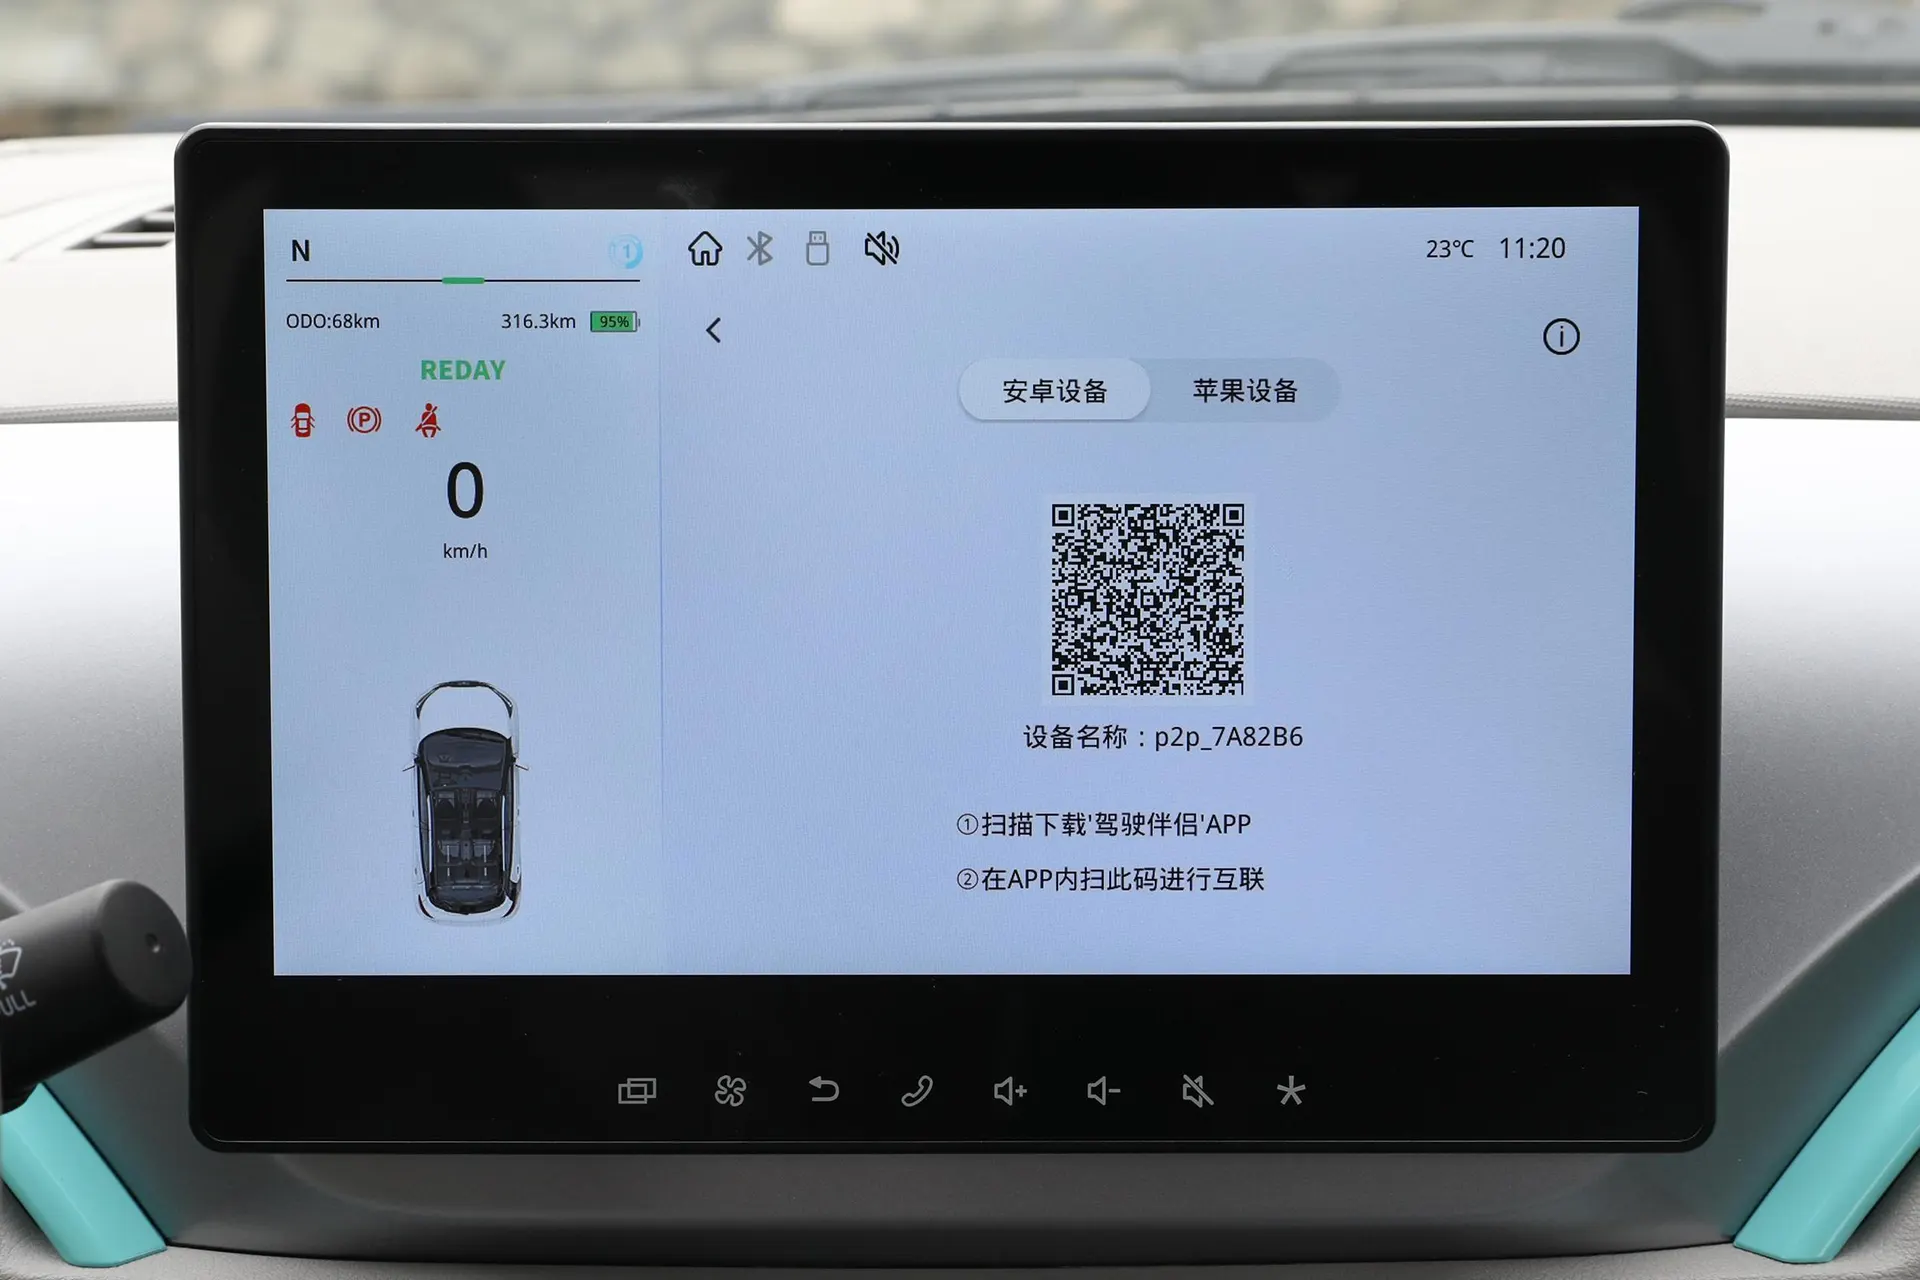 N
1
23℃ 11:20
ODO:68km 316.3km 95%
REDAY
P
安卓设备 苹果设备
0
km/h
设备名称：p2p_7A82B6
①扫描下载'驾驶伴侣'APP
②在APP内扫此码进行互联
ULL